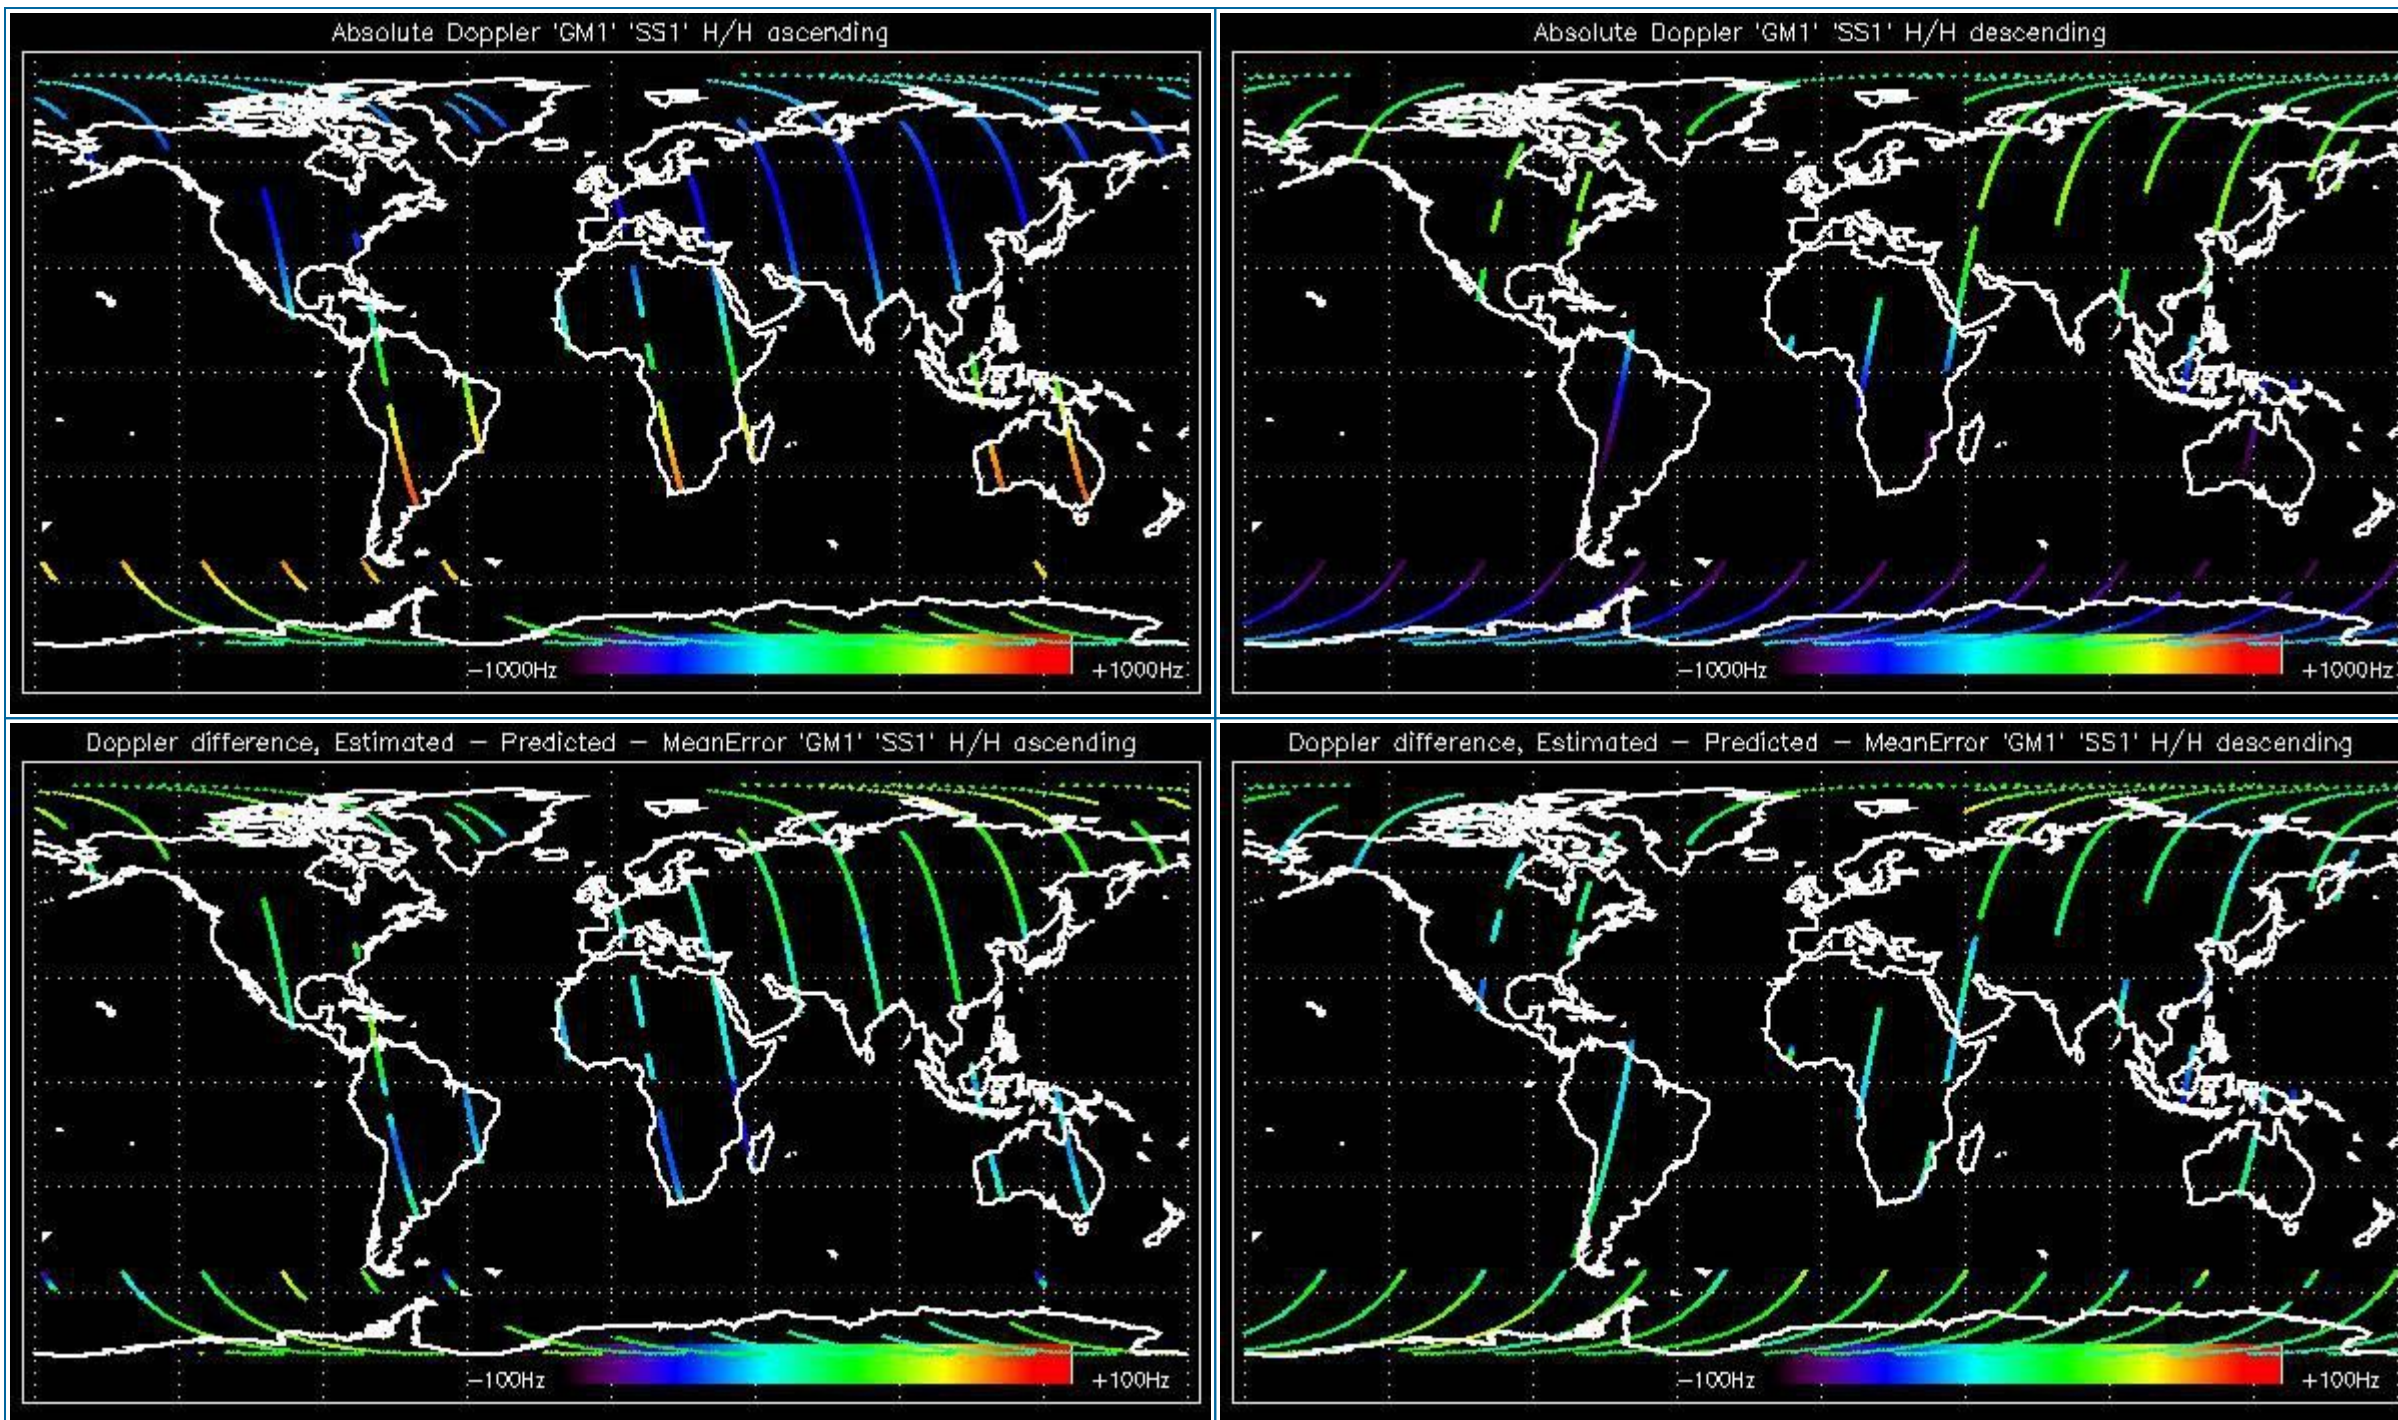 Absolute Doppler 'GM1' 'SS1' H/H ascending
−1000Hz
+1000Hz
Absolute Doppler 'GM1' 'SS1' H/H descending
−1000Hz
+1000Hz
Doppler difference, Estimated − Predicted − MeanError 'GM1' 'SS1' H/H ascending
−100Hz
+100Hz
Doppler difference, Estimated − Predicted − MeanError 'GM1' 'SS1' H/H descending
−100Hz
+100Hz